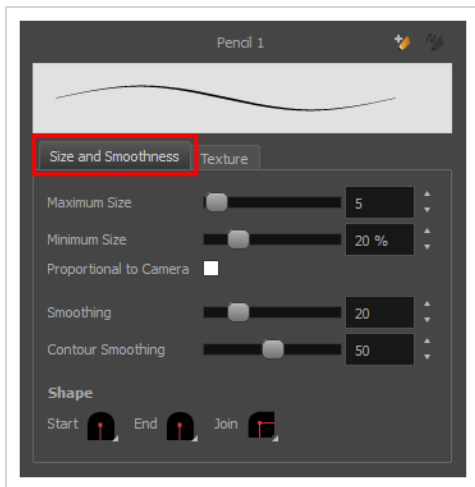 Pencil 1
Size and Smoothness Texture
Maximum Size 5
Minimum Size 20 %
Proportional to Camera
Smoothing 20
Contour Smoothing 50
Shape
Start End Join